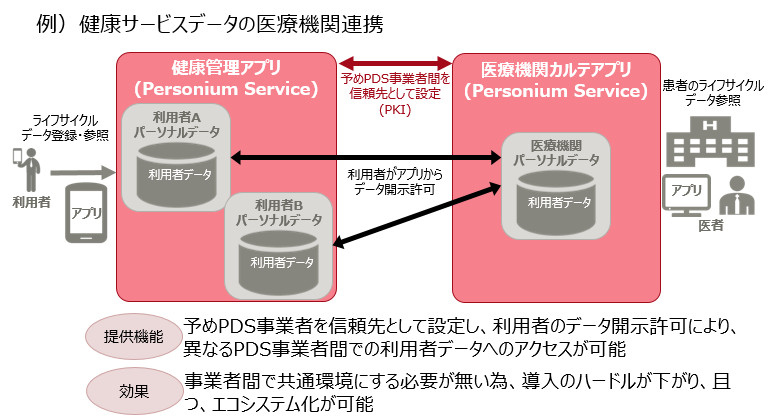 例）健康サービスデータの医療機関連携
健康管理アプリ
(Personium Service)
予めPDS事業者間を
信頼先として設定
(PKI)
医療機関カルテアプリ
(Personium Service)
患者のライフサイクル
データ参照
ライフサイクル
データ登録・参照
利用者
アプリ
利用者A
パーソナルデータ
利用者データ
利用者B
パーソナルデータ
利用者データ
利用者がアプリから
データ開示許可
医療機関
パーソナルデータ
利用者データ
H
アプリ
医者
提供機能
予めPDS事業者を信頼先として設定し、利用者のデータ開示許可により、
異なるPDS事業者間での利用者データへのアクセスが可能
効果
事業者間で共通環境にする必要が無い為、導入のハードルが下がり、且
つ、エコシステム化が可能